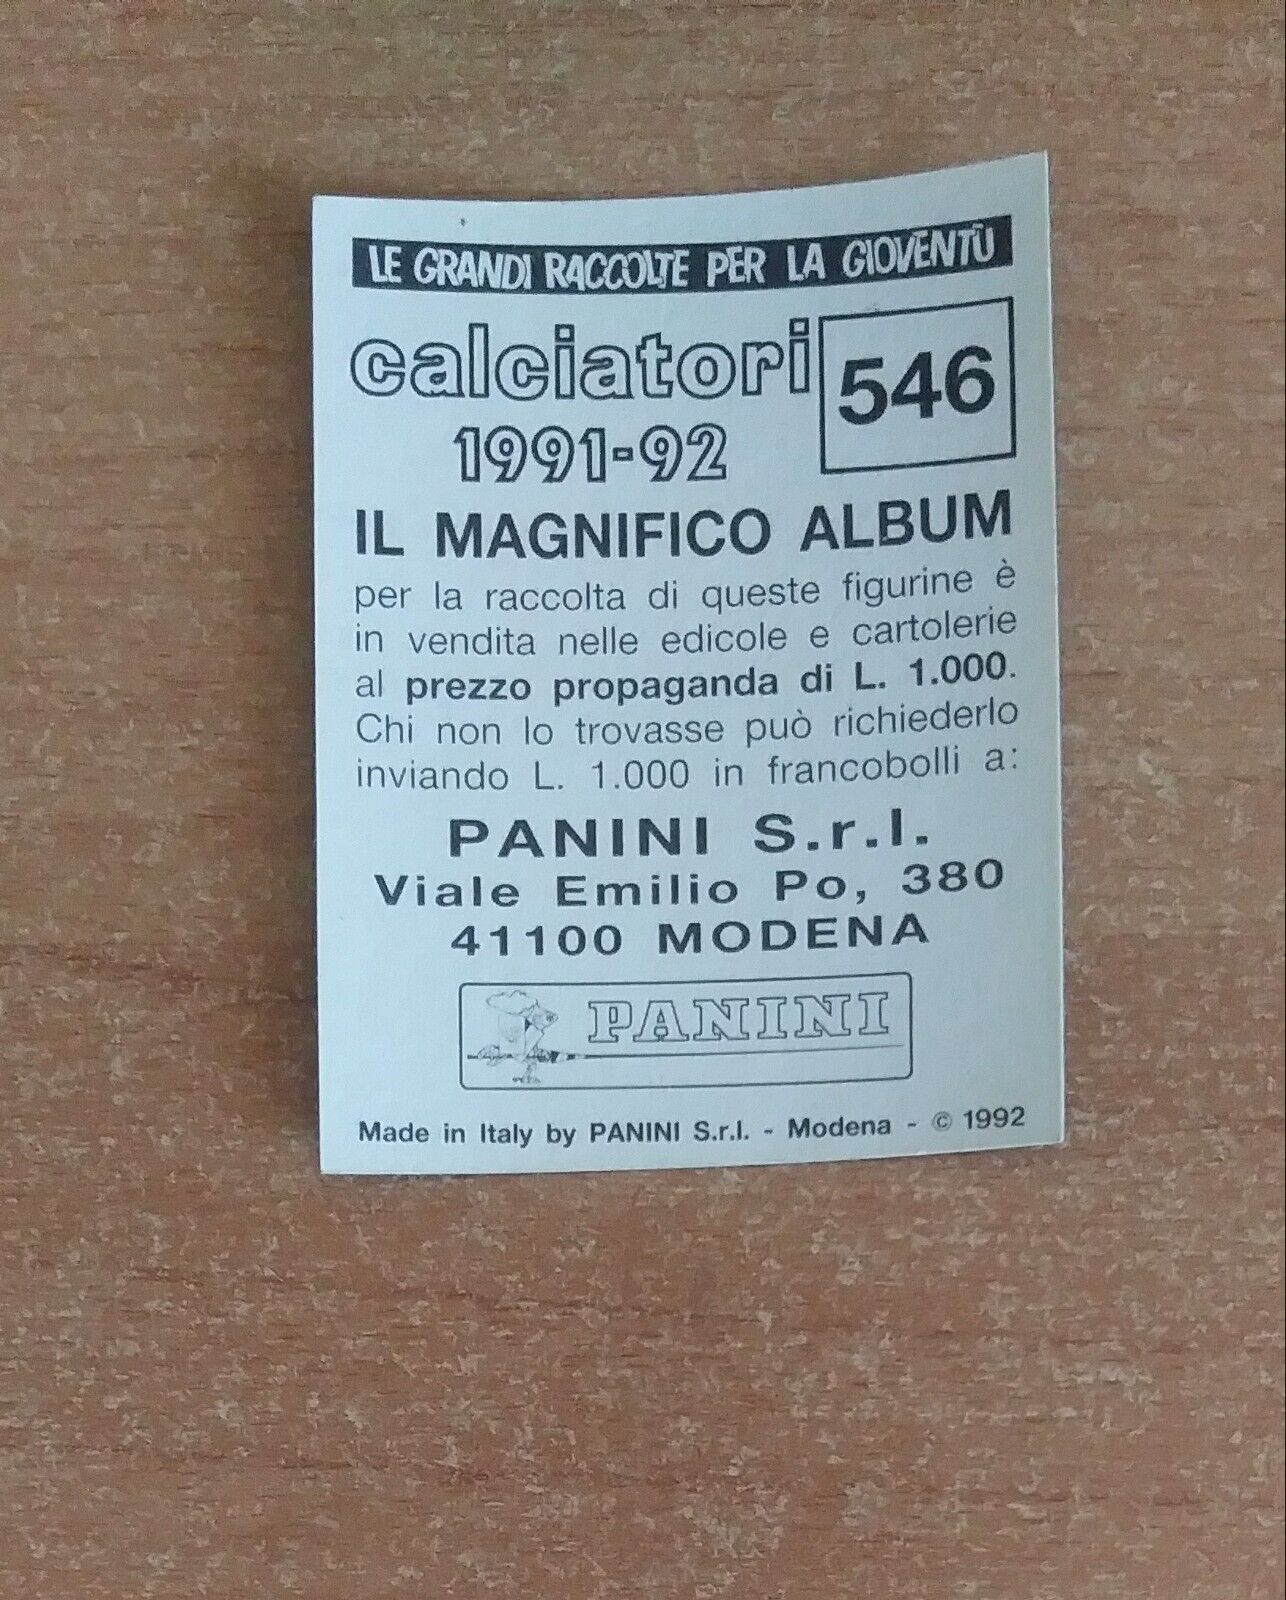 LE GRANDI RACCOLTE PER LA GIOVENTÙ
calciatori 546
1991-92
IL MAGNIFICO ALBUM
per la raccolta di queste figurine è
in vendita nelle edicole e cartolerie
al prezzo propaganda di L. 1.000.
Chi non lo trovasse può richiederlo
inviando L. 1.000 in francobolli a:
PANINI S.r.l.
Viale Emilio Po, 380
41100 MODENA
PANINI
Made in Italy by PANINI S.r.l. - Modena - © 1992